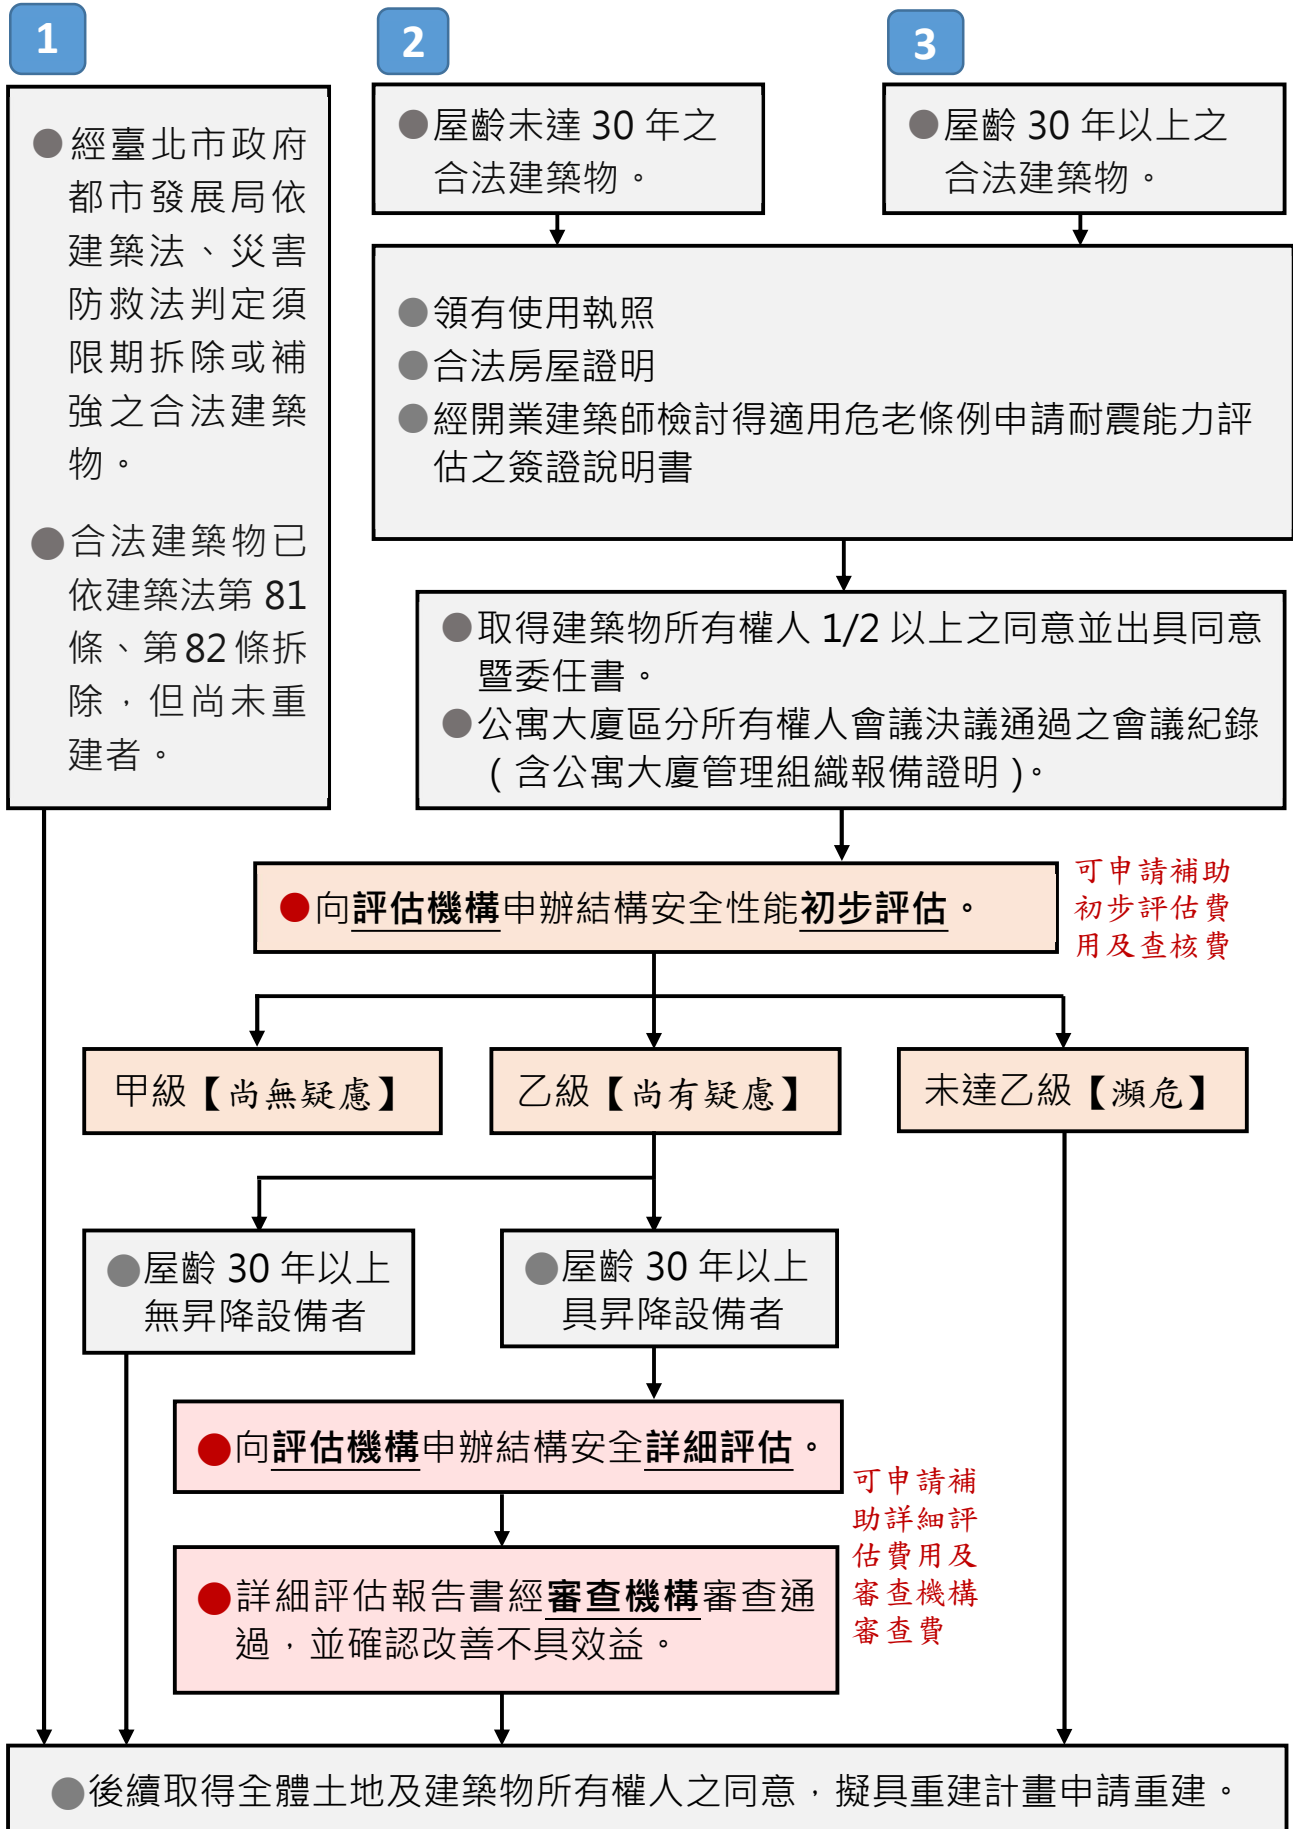 1
2
3
●經臺北市政府
都市發展局依
建築法、災害
防救法判定須
限期拆除或補
強之合法建築
物。
●合法建築物已
依建築法第 81
條、第 82 條拆
除，但尚未重
建者。
●屋齡未達 30 年之
合法建築物。
●屋齡 30 年以上之
合法建築物。
●領有使用執照
●合法房屋證明
●經開業建築師檢討得適用危老條例申請耐震能力評
估之簽證說明書
●取得建築物所有權人 1/2 以上之同意並出具同意
暨委任書。
●公寓大廈區分所有權人會議決議通過之會議紀錄
（含公寓大廈管理組織報備證明）。
●向評估機構申辦結構安全性能初步評估。
可申請補助
初步評估費
用及查核費
甲級【尚無疑慮】
乙級【尚有疑慮】
未達乙級【瀕危】
●屋齡 30 年以上
無昇降設備者
●屋齡 30 年以上
具昇降設備者
●向評估機構申辦結構安全詳細評估。
●詳細評估報告書經審查機構審查通
過，並確認改善不具效益。
可申請補
助詳細評
估費用及
審查機構
審查費
●後續取得全體土地及建築物所有權人之同意，擬具重建計畫申請重建。